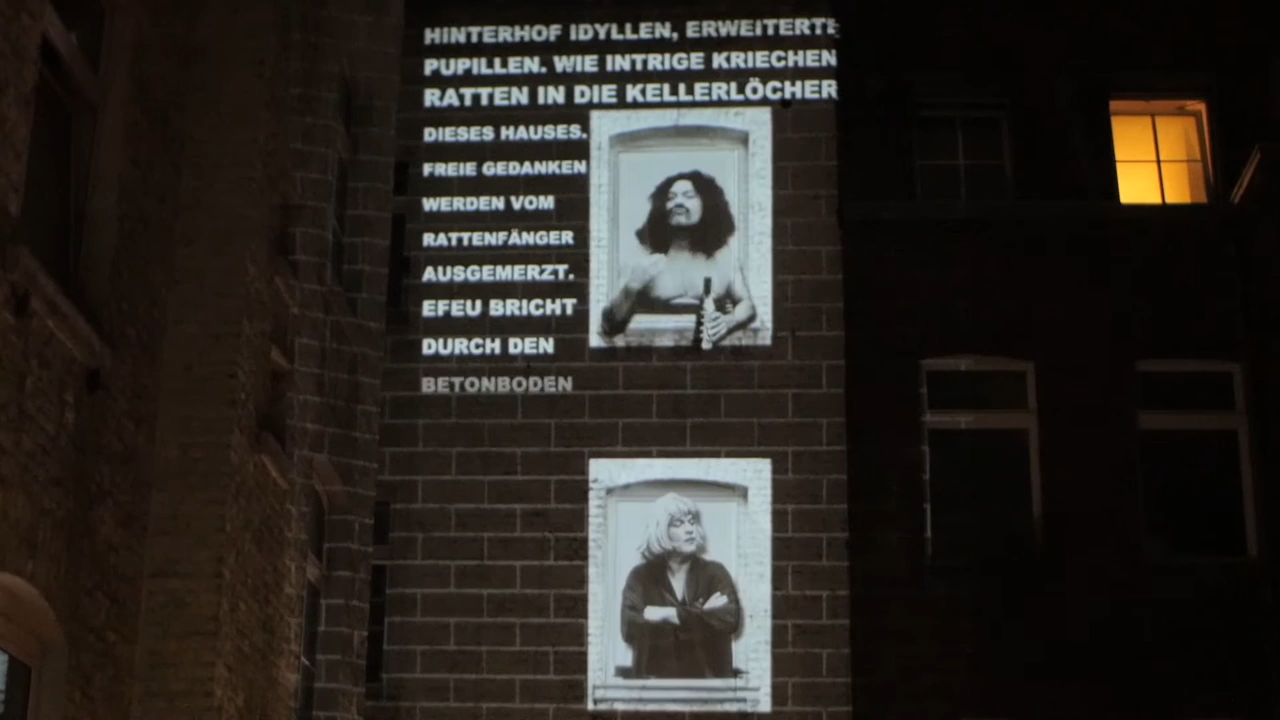 HINTERHOF IDYLLEN, ERWEITERTE
PUPILLEN. WIE INTRIGE KRIECHEN
RATTEN IN DIE KELLERLÖCHER
DIESES HAUSES.
FREIE GEDANKEN
WERDEN VOM
RATTENFÄNGER
AUSGEMERZT.
EFEU BRICHT
DURCH DEN
BETONBODEN